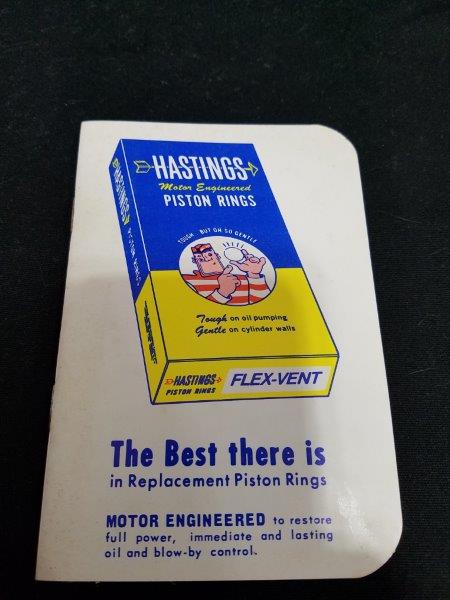 HASTINGS
Motor Engineered
PISTON RINGS
TOUGH BUT OH SO GENTLE
Tough on oil pumping
Gentle on cylinder walls
HASTINGS
PISTON RINGS
FLEX-VENT
The Best there is
in Replacement Piston Rings
MOTOR ENGINEERED to restore
full power, immediate and lasting
oil and blow-by control.